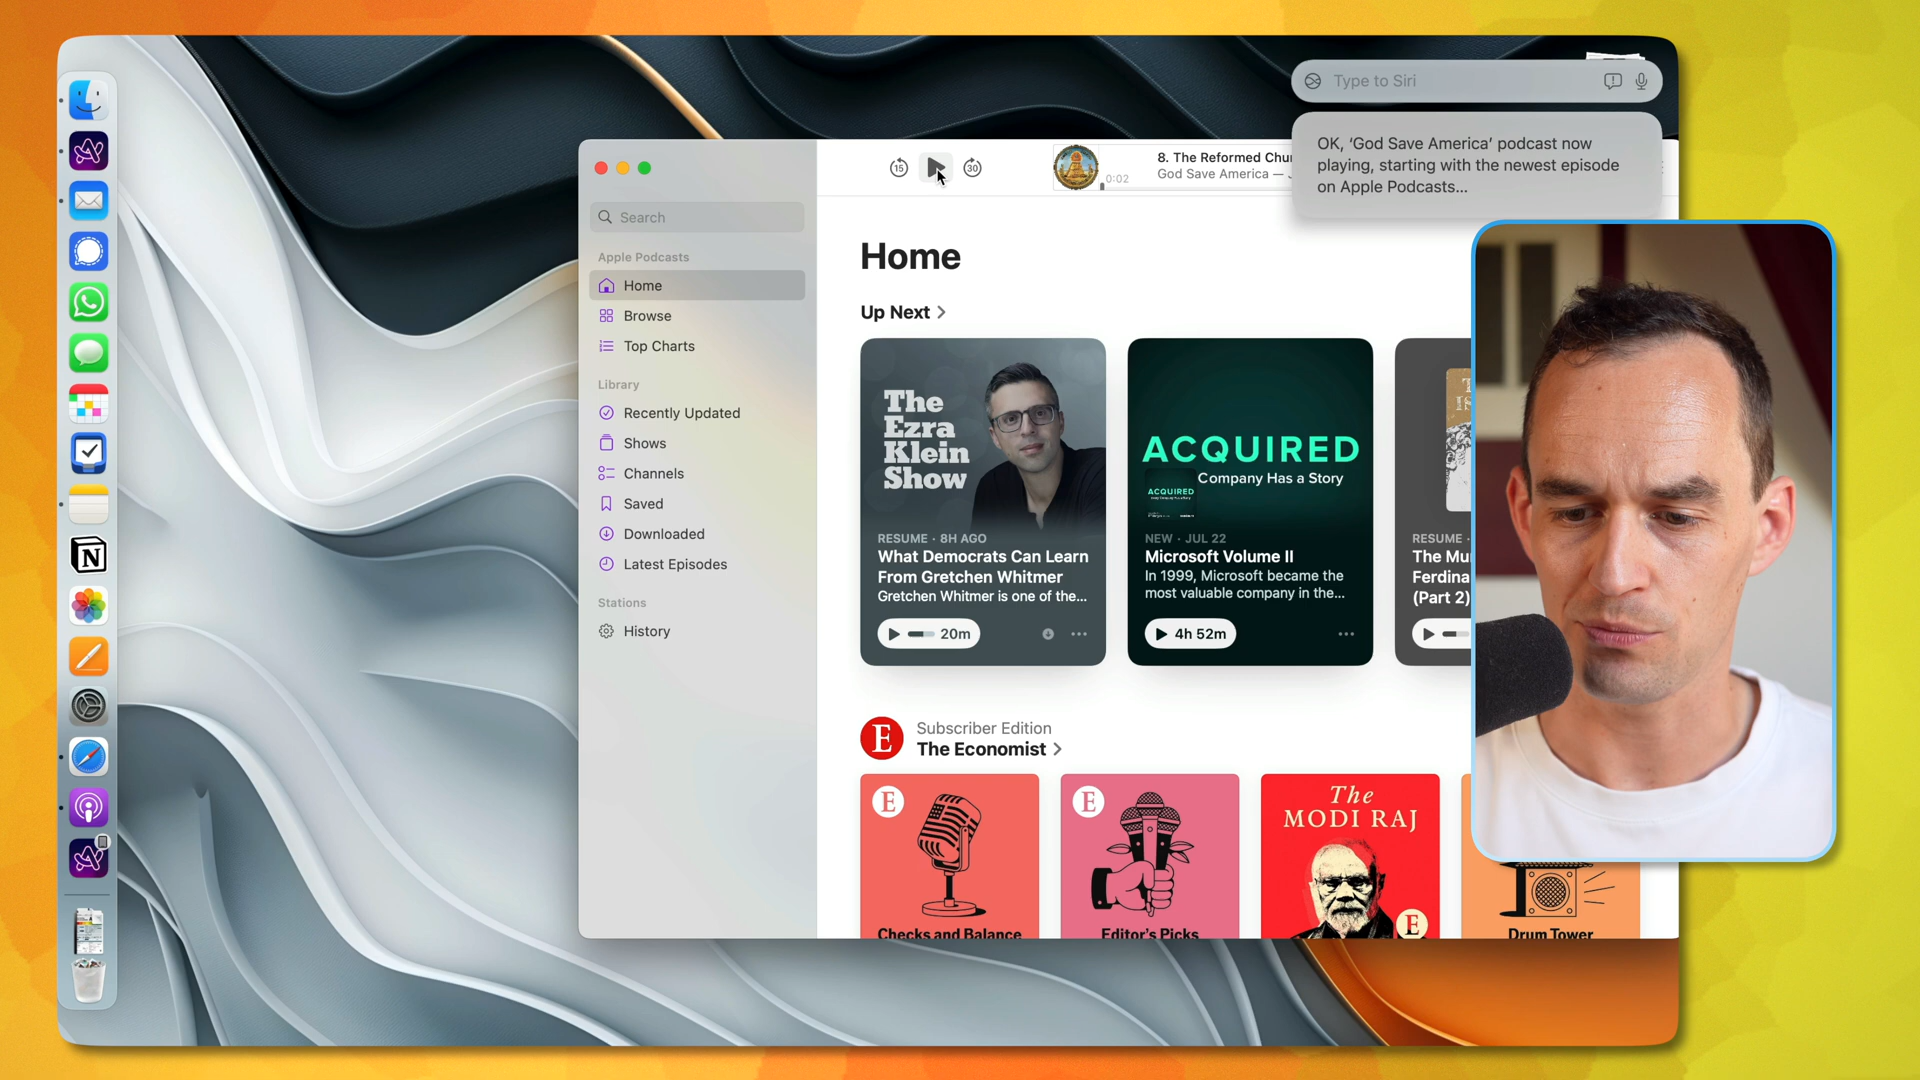 Type to Siri
OK, ‘God Save America’ podcast now
playing, starting with the newest episode
on Apple Podcasts...
15
30
8. The Reformed Chu
God Save America —
0:02
Search
Apple Podcasts
Home
Browse
Top Charts
Library
Recently Updated
Shows
Channels
Saved
Downloaded
Latest Episodes
Stations
History
Home
Up Next
The
Ezra
Klein
Show
RESUME · 8H AGO
What Democrats Can Learn
From Gretchen Whitmer
Gretchen Whitmer is one of the...
20m
ACQUIRED
Company Has a Story
ACQUIRED
NEW · JUL 22
Microsoft Volume II
In 1999, Microsoft became the
most valuable company in the...
4h 52m
RESUME ·
The Mu
Ferdina
(Part 2)
E
Subscriber Edition
The Economist
E
Checks and Balance
E
Editor’s Picks
The
MODI RAJ
E
Drum Tower
N